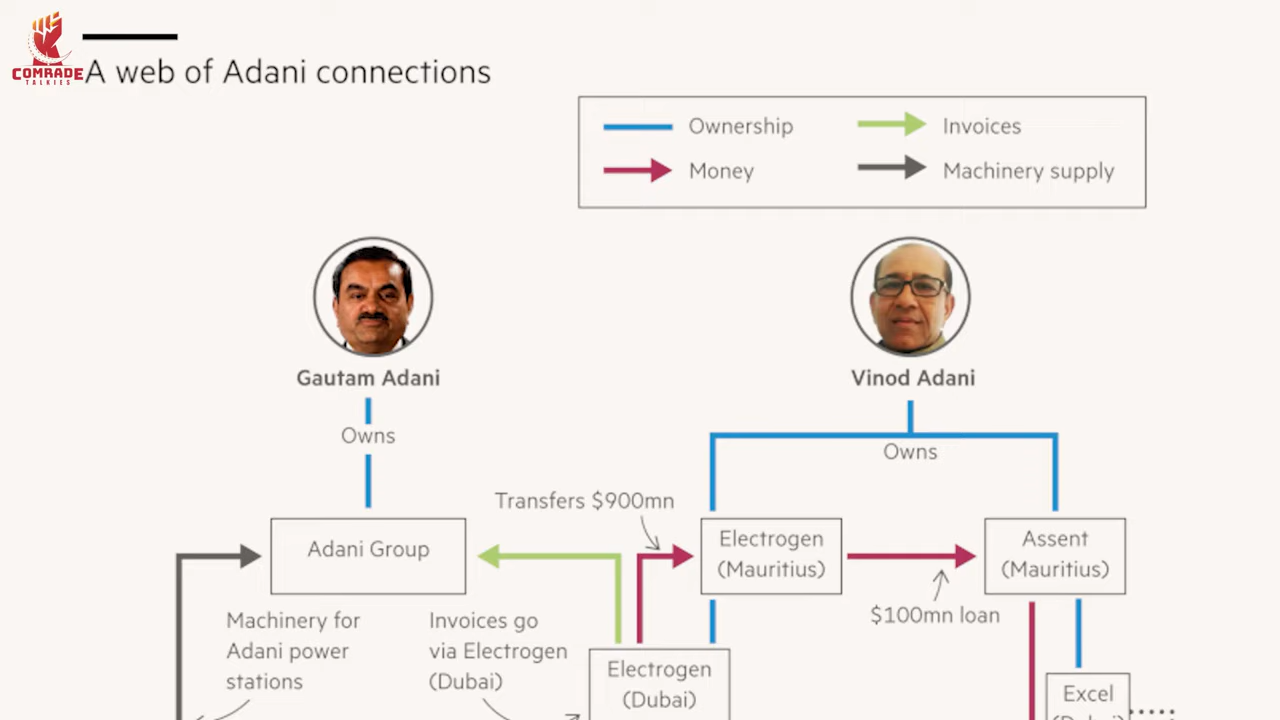 COMRADE
TALKIES
A web of Adani connections
Ownership
Invoices
Money
Machinery supply
Gautam Adani
Vinod Adani
Owns
Owns
Transfers $900mn
Adani Group
Electrogen
(Mauritius)
Assent
(Mauritius)
$100mn loan
Machinery for
Adani power
stations
Invoices go
via Electrogen
(Dubai)
Electrogen
(Dubai)
Excel
(Dubai)